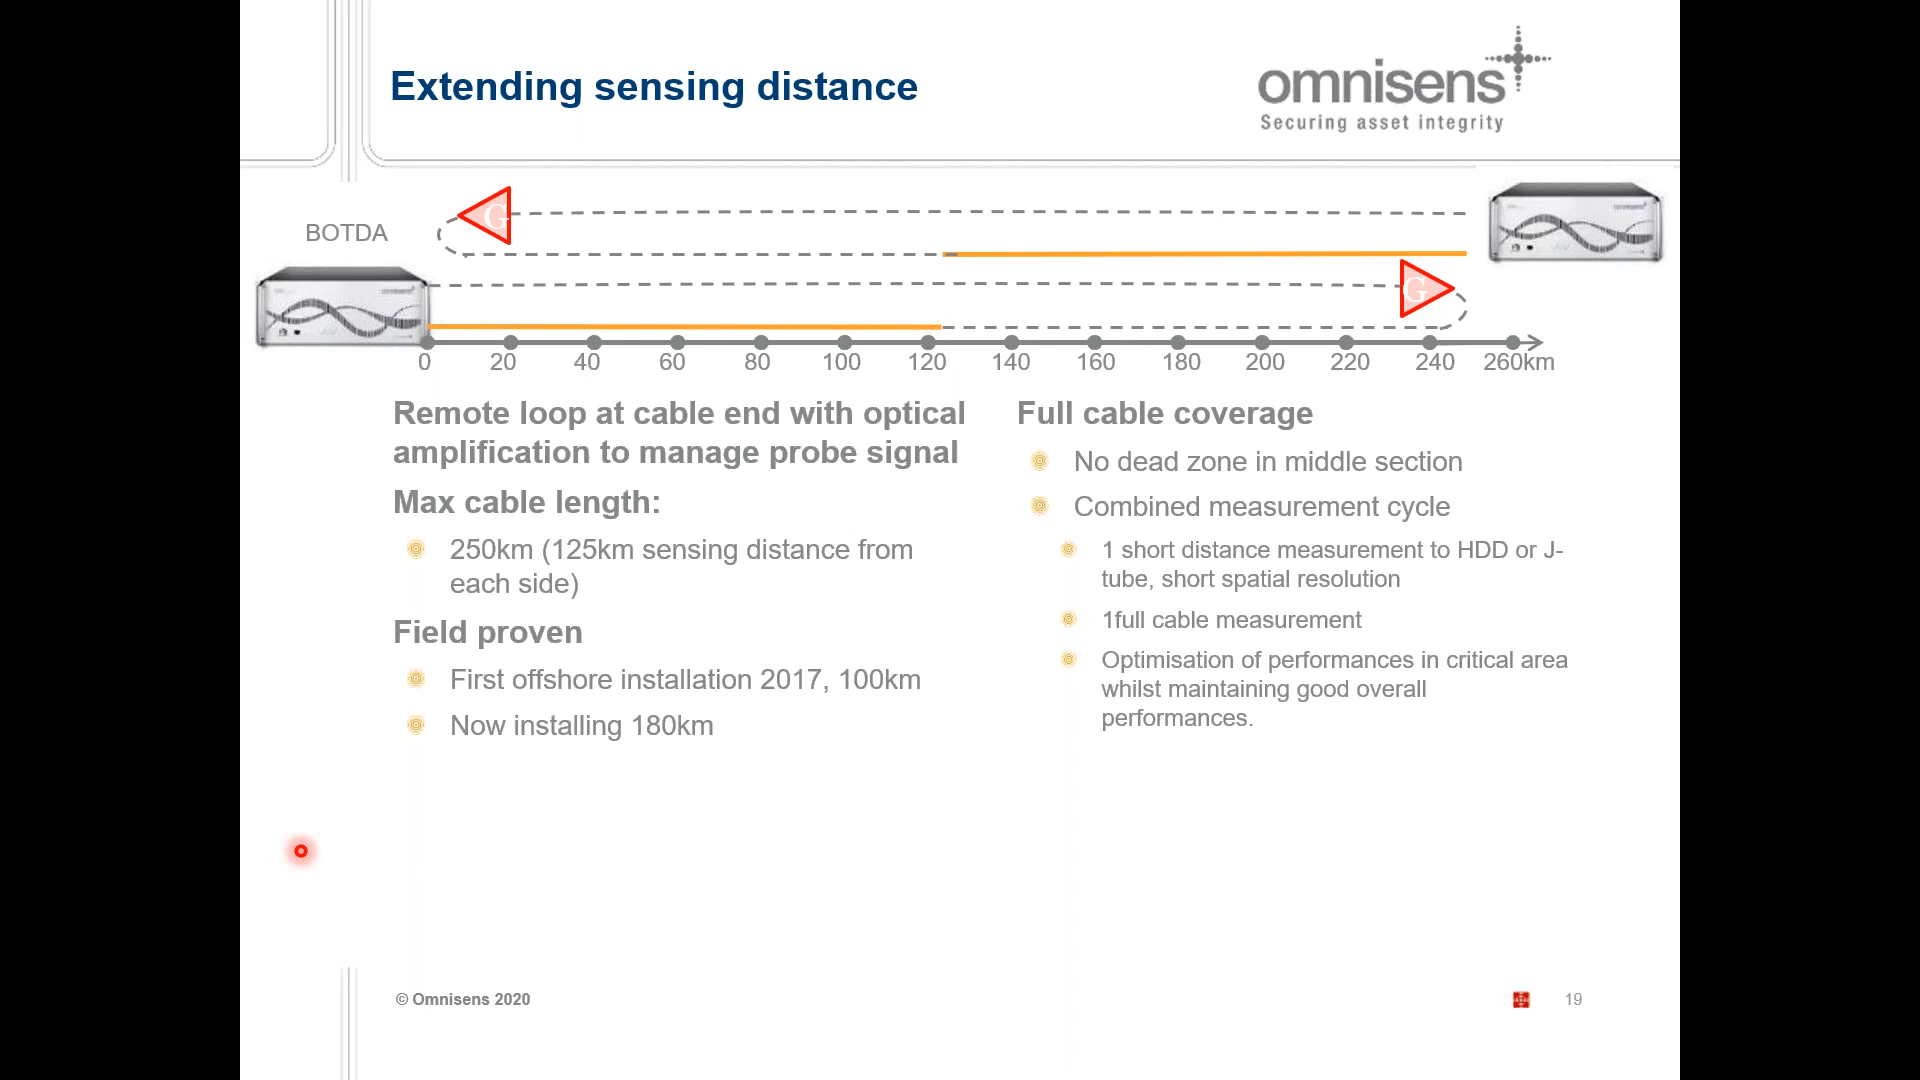 Extending sensing distance
omnisens
Securing asset integrity
BOTDA
G
G
0 20 40 60 80 100 120 140 160 180 200 220 240 260km
Remote loop at cable end with optical
amplification to manage probe signal
Max cable length:
250km (125km sensing distance from
each side)
Field proven
First offshore installation 2017, 100km
Now installing 180km
Full cable coverage
No dead zone in middle section
Combined measurement cycle
1 short distance measurement to HDD or J-
tube, short spatial resolution
1full cable measurement
Optimisation of performances in critical area
whilst maintaining good overall
performances.
© Omnisens 2020
19